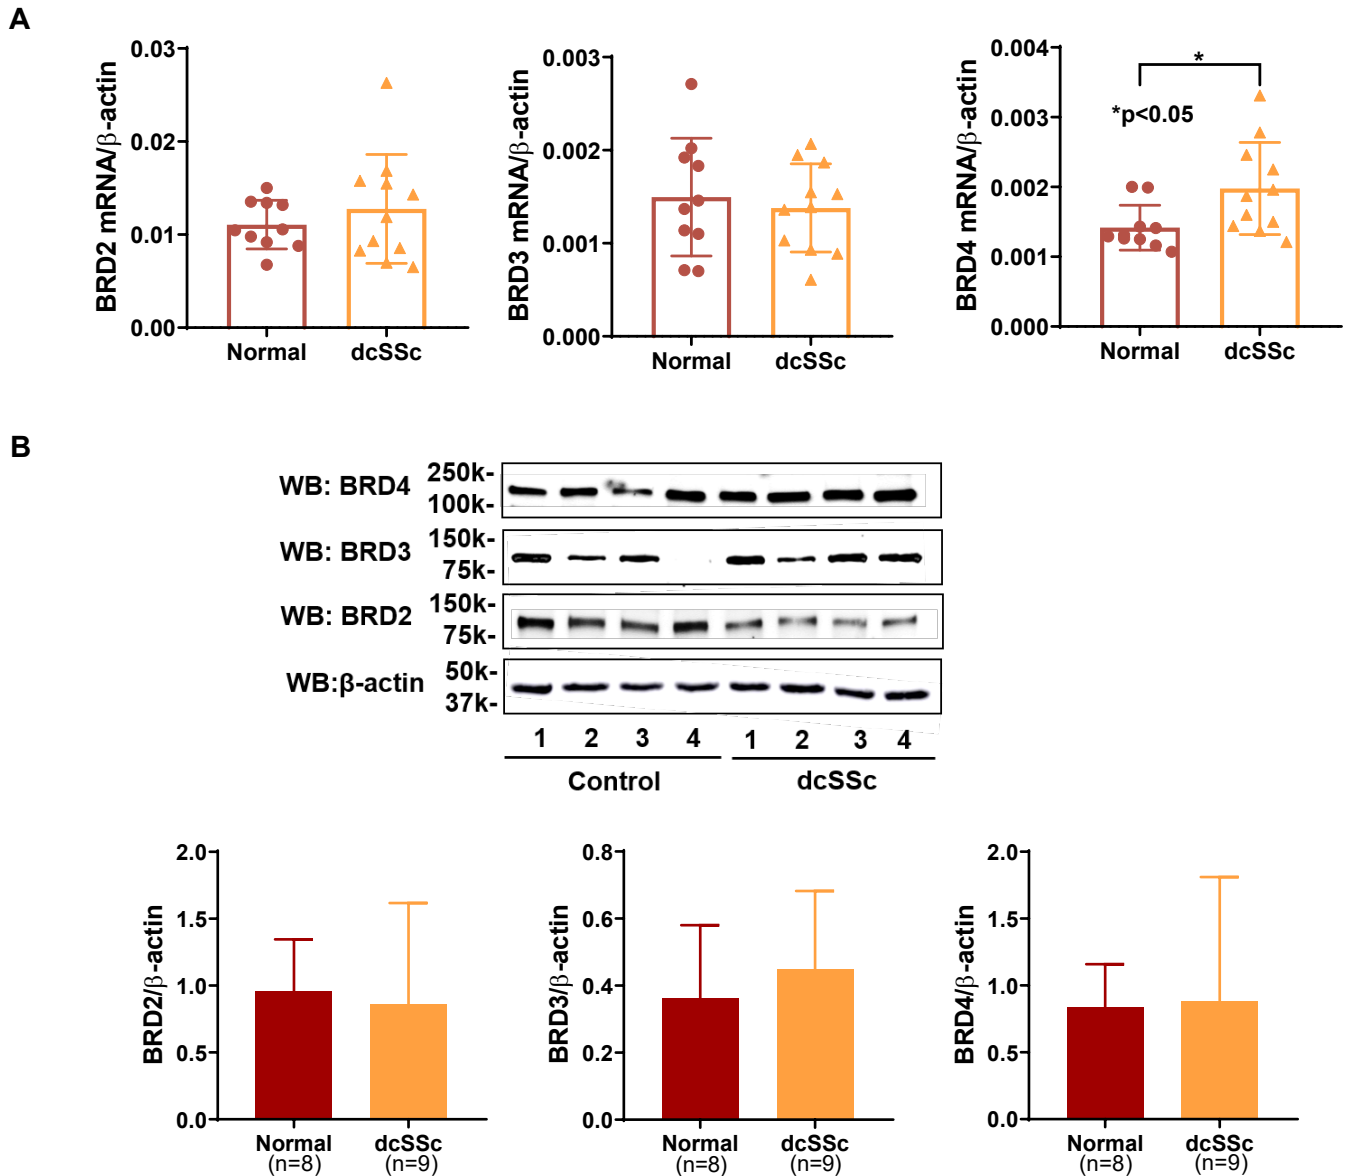 A
BRD2 mRNA/β-actin
0.03
0.02
0.01
0.00
Normal dcSSc
BRD3 mRNA/β-actin
0.003
0.002
0.001
0.000
Normal dcSSc
BRD4 mRNA/β-actin
0.004
0.003
0.002
0.001
0.000
*
*p<0.05
Normal dcSSc
B
WB: BRD4 250k-
100k-
WB: BRD3 150k-
75k-
WB: BRD2 150k-
75k-
WB:β-actin 50k-
37k-
1 2 3 4 1 2 3 4
Control dcSSc
BRD2/β-actin
2.0
1.5
1.0
0.5
0.0
Normal dcSSc
(n=8) (n=9)
BRD3/β-actin
0.8
0.6
0.4
0.2
0.0
Normal dcSSc
(n=8) (n=9)
BRD4/β-actin
2.0
1.5
1.0
0.5
0.0
Normal dcSSc
(n=8) (n=9)